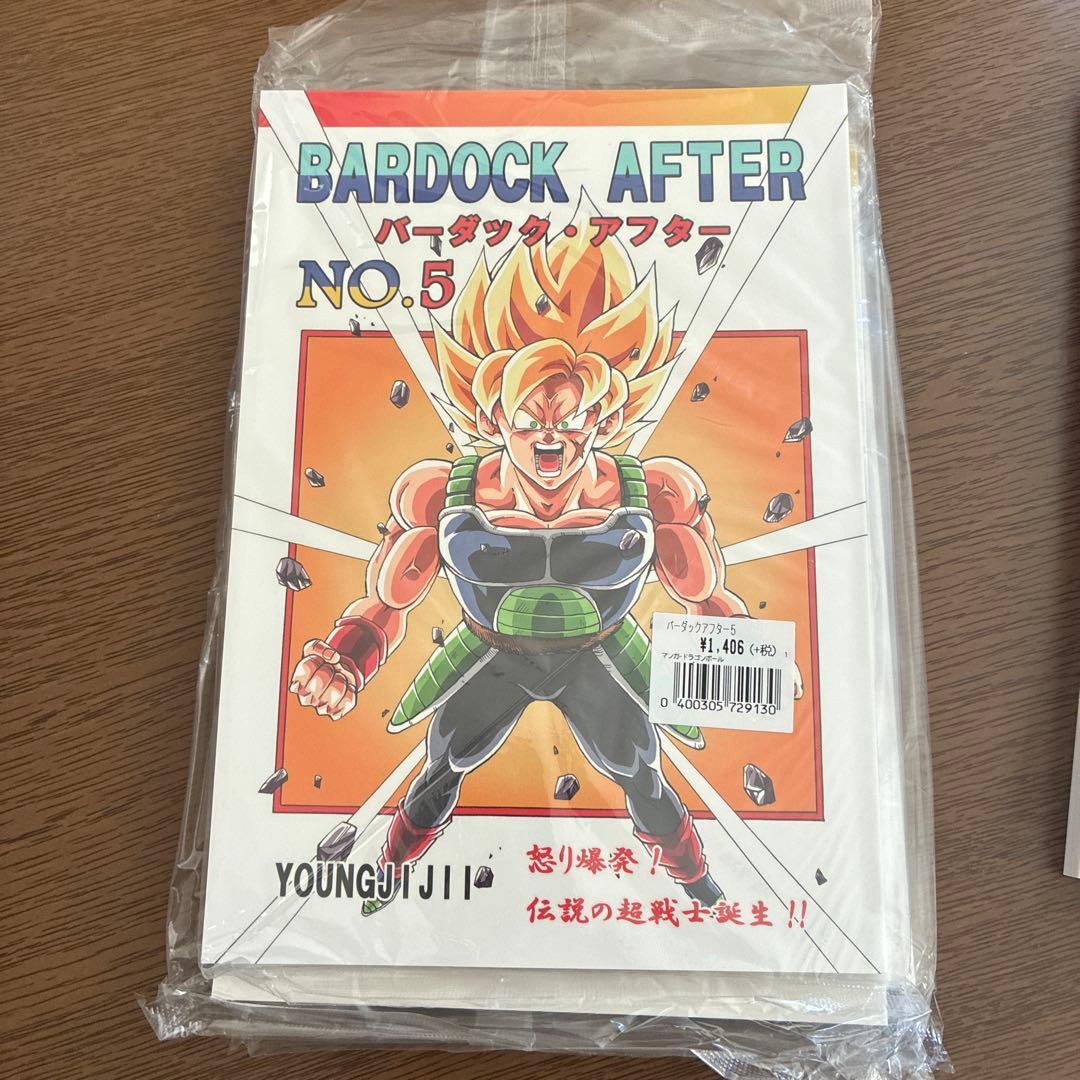 BARDOCK AFTER
バーダック・アフター
NO.5
バーダックアフター5
¥1,406 (+税) 1
マンガ-ドラゴンボール
0 400305 729130
YOUNGJIJII
怒り爆発!
伝説の超戦士誕生!!